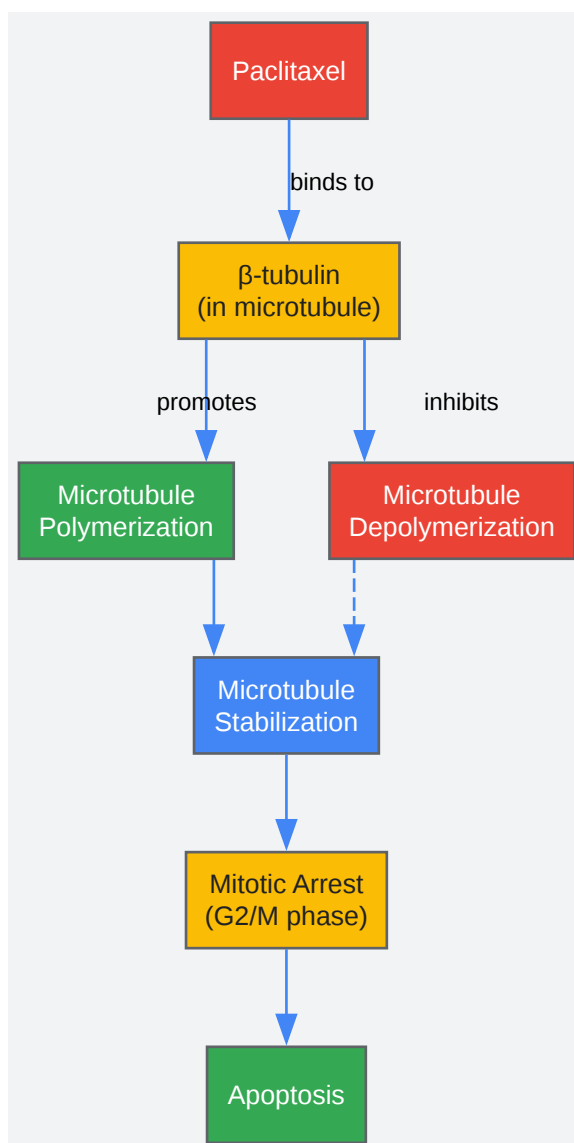 Paclitaxel
binds to
β-tubulin
(in microtubule)
promotes
inhibits
Microtubule
Polymerization
Microtubule
Depolymerization
Microtubule
Stabilization
Mitotic Arrest
(G2/M phase)
Apoptosis